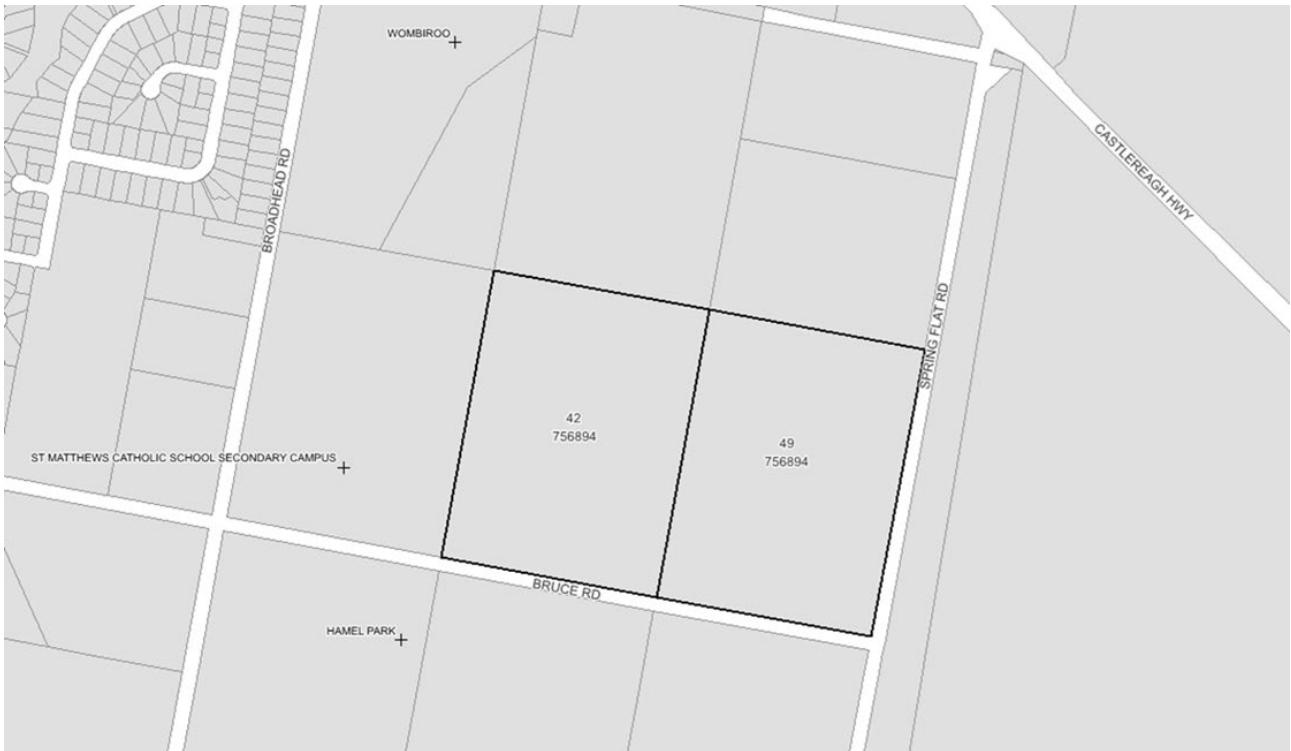 WOMBIROO
CASTLEREAGH HWY
BROADHEAD RD
SPRING FLAT RD
42
756894
49
756894
ST MATTHEWS CATHOLIC SCHOOL SECONDARY CAMPUS
BRUCE RD
HAMEL PARK